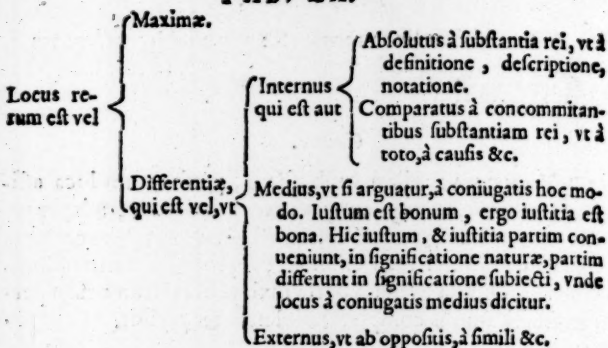 Maximæ.
Locus rerum est vel
Differentiæ,
qui est vel, vt
Internus
qui est aut
Absolutus à substantia rei, vt à
definitione , descriptione,
notatione.
Comparatus à concommitan-
tibus substantiam rei, vt à
toto, à causis &c.
Medius, vt si arguatur, à coniugatis hoc mo-
do. Iustum est bonum , ergo iustitia est
bona. Hic iustum , & iustitia partim con-
ueniunt, in significatione naturæ, partim
differunt in significatione subiecti, vnde
locus à coniugatis medius dicitur.
Externus, vt ab oppositis, à simili &c.